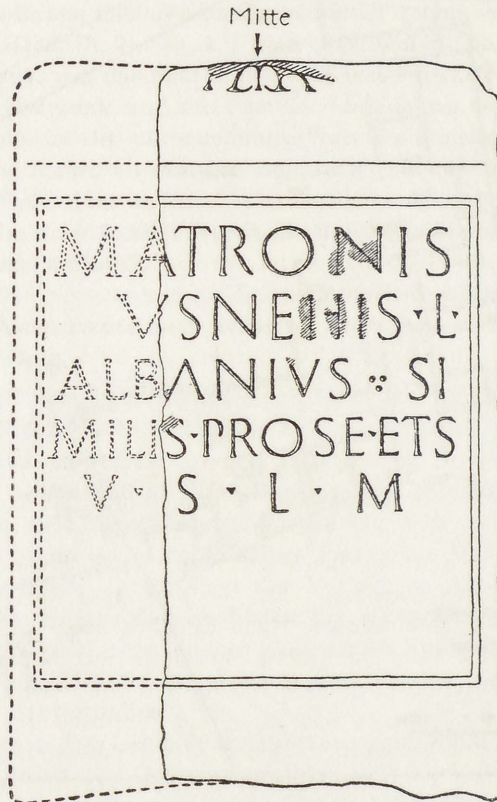 Mitte
MATRONIS
VSNEHIS·L·
ALBANIVS ჻ SI
MILIS·PROSE·ETS
V· S · L · M